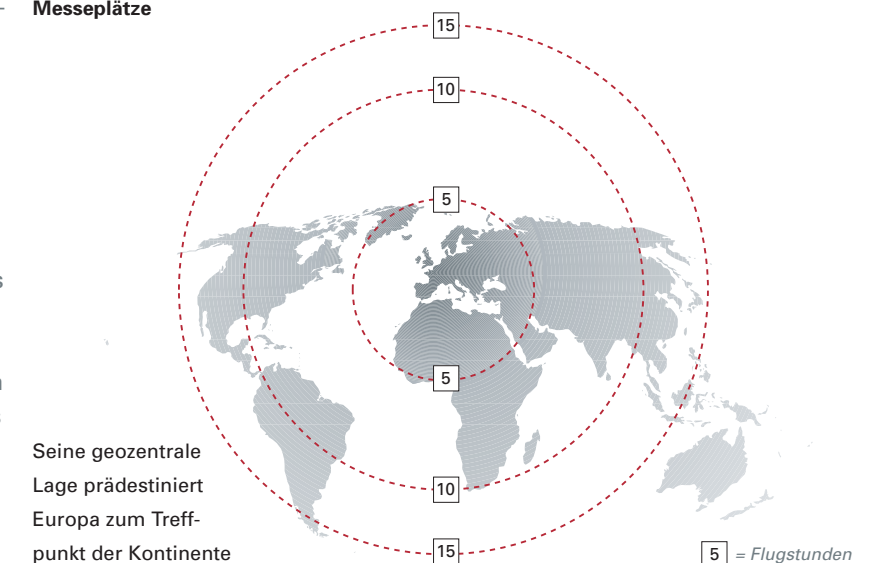 Messeplätze
15
10
5
5
10
15
Seine geozentrale
Lage prädestiniert
Europa zum Treff-
punkt der Kontinente
5 = Flugstunden